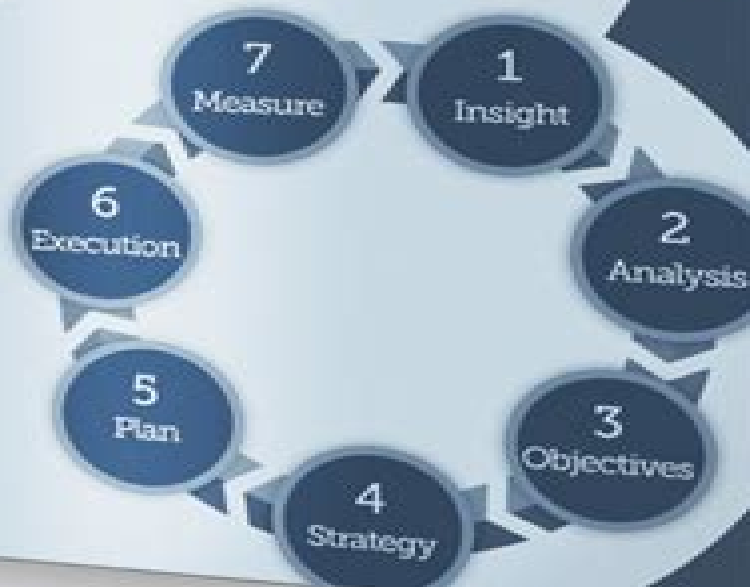 1
Insight
2
Analysis
3
Objectives
4
Strategy
5
Plan
6
Execution
7
Measure